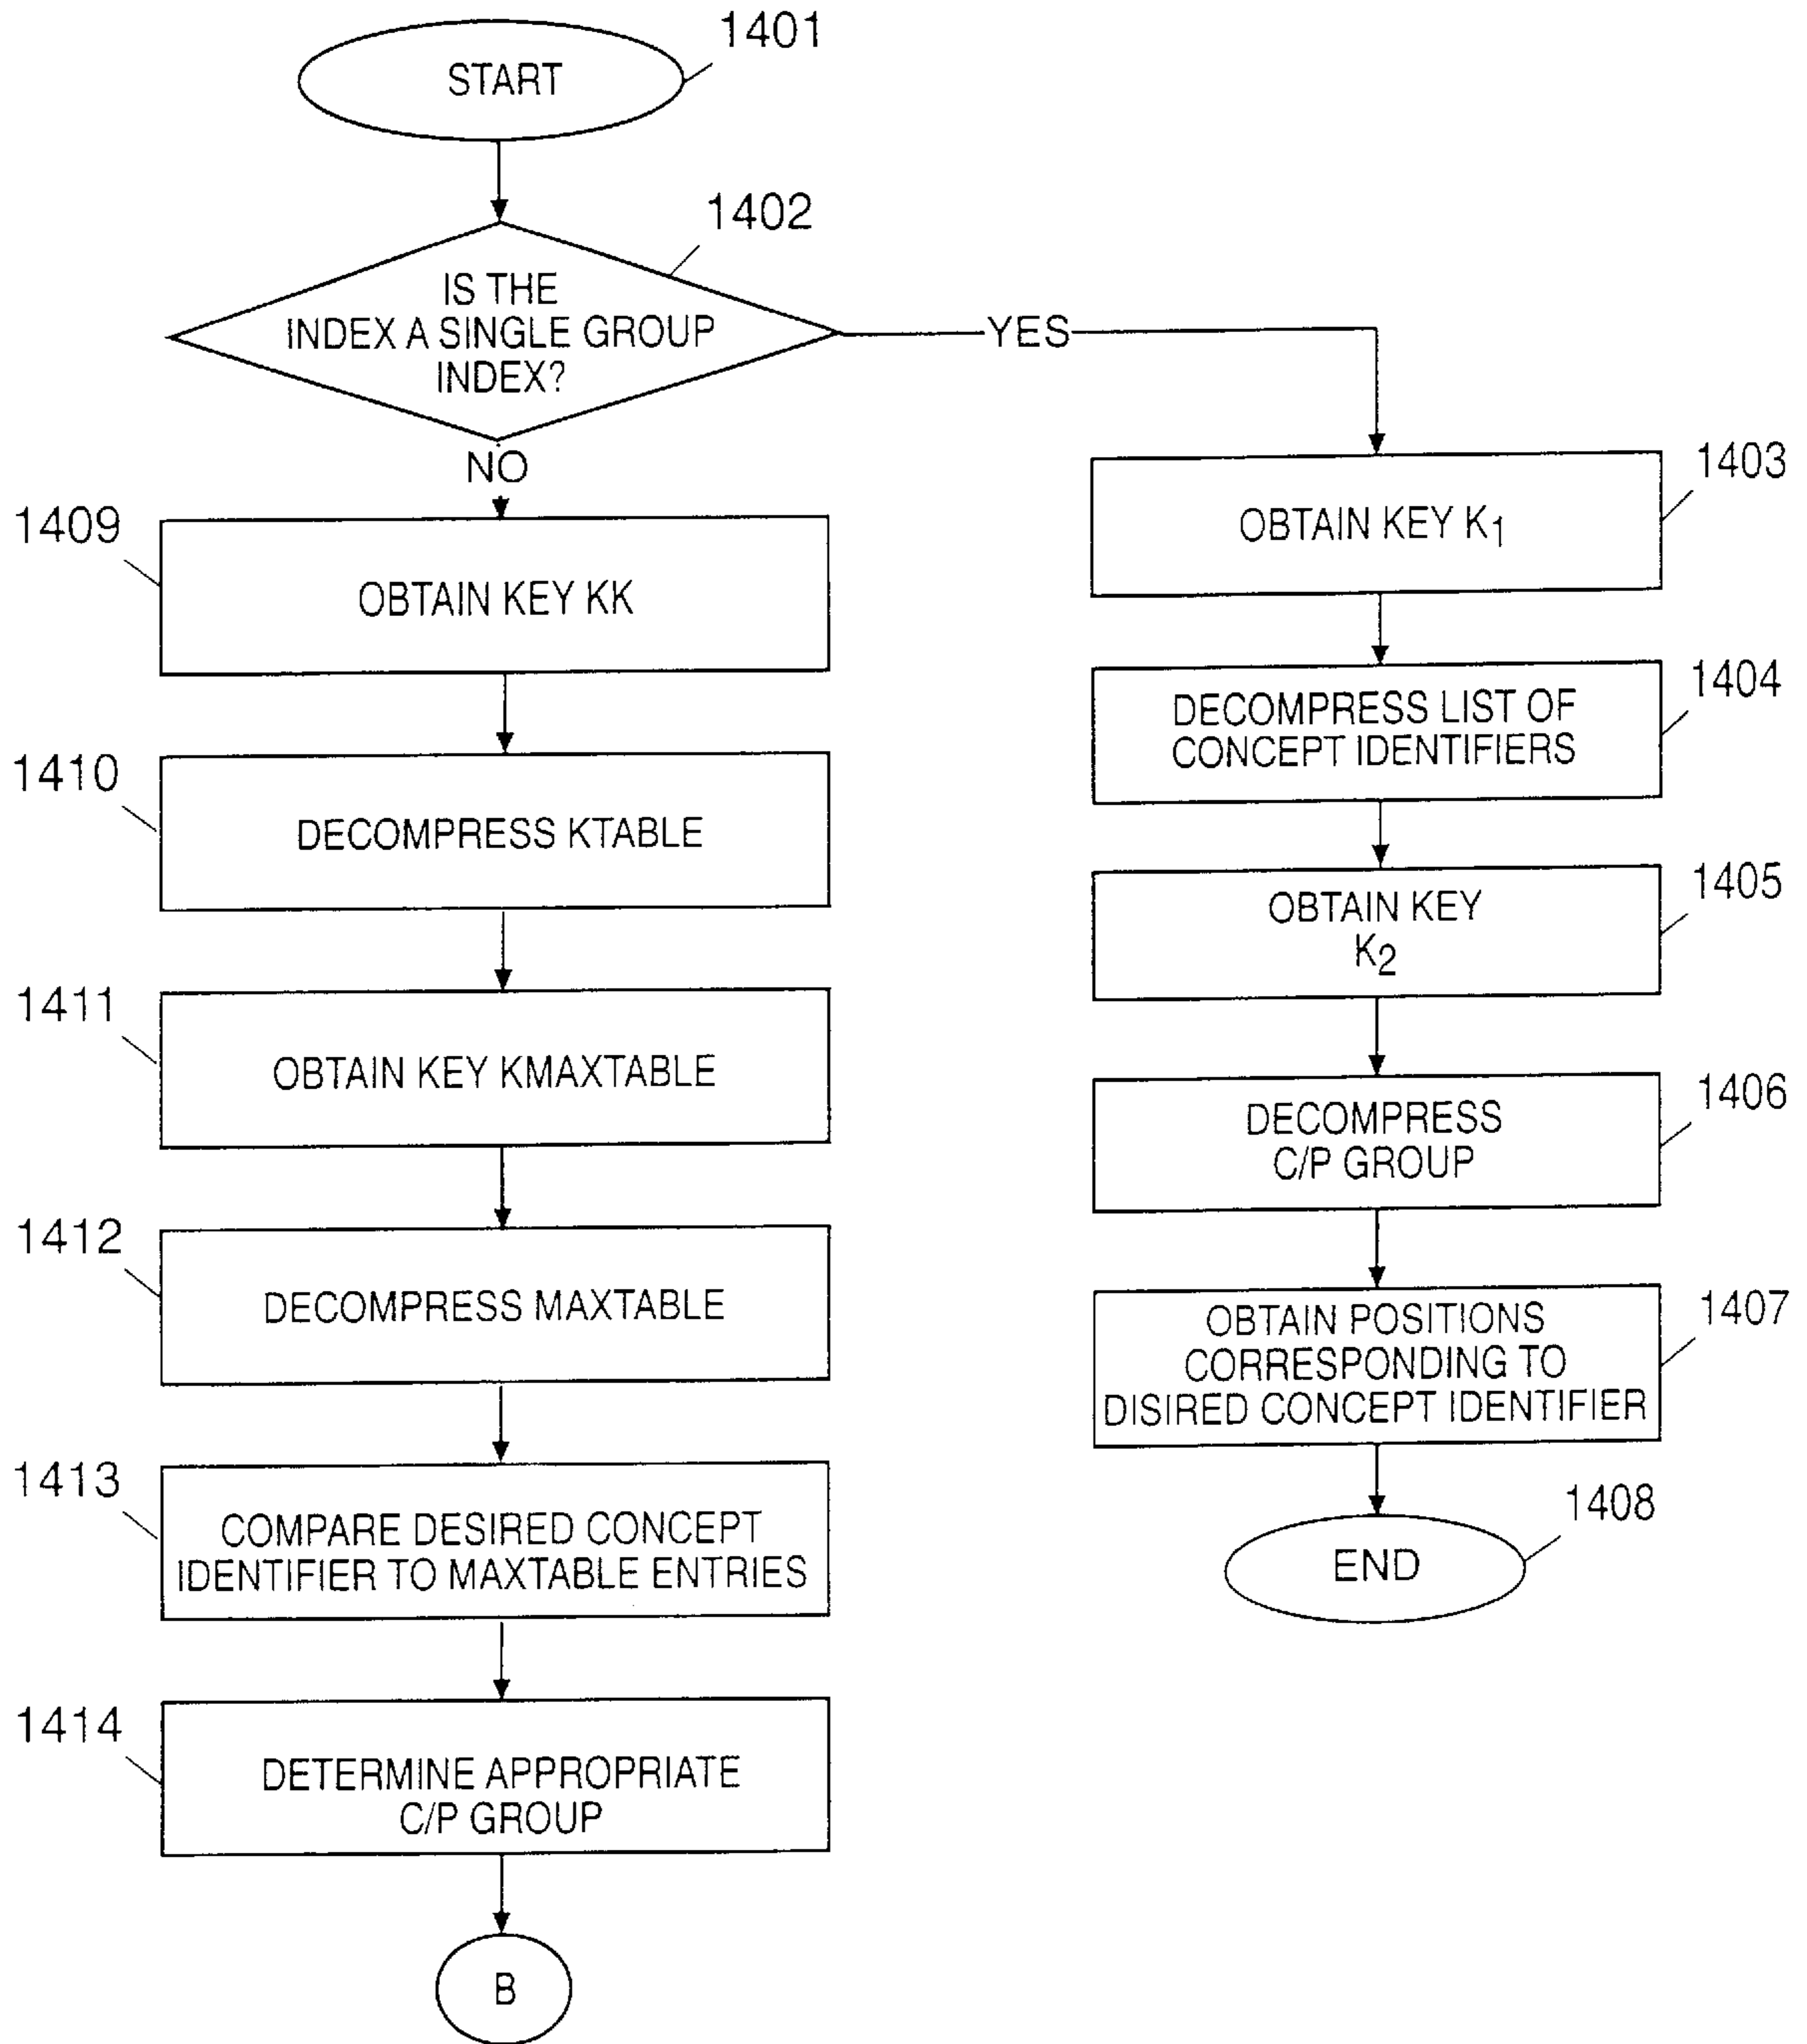 1401
START
1402
IS THE
INDEX A SINGLE GROUP
INDEX?
YES
NO
1409
OBTAIN KEY KK
1410
DECOMPRESS KTABLE
1411
OBTAIN KEY KMAXTABLE
1412
DECOMPRESS MAXTABLE
1413
COMPARE DESIRED CONCEPT
IDENTIFIER TO MAXTABLE ENTRIES
1414
DETERMINE APPROPRIATE
C/P GROUP
B
1403
OBTAIN KEY K1
1404
DECOMPRESS LIST OF
CONCEPT IDENTIFIERS
1405
OBTAIN KEY
K2
1406
DECOMPRESS
C/P GROUP
1407
OBTAIN POSITIONS
CORRESPONDING TO
DISIRED CONCEPT IDENTIFIER
1408
END